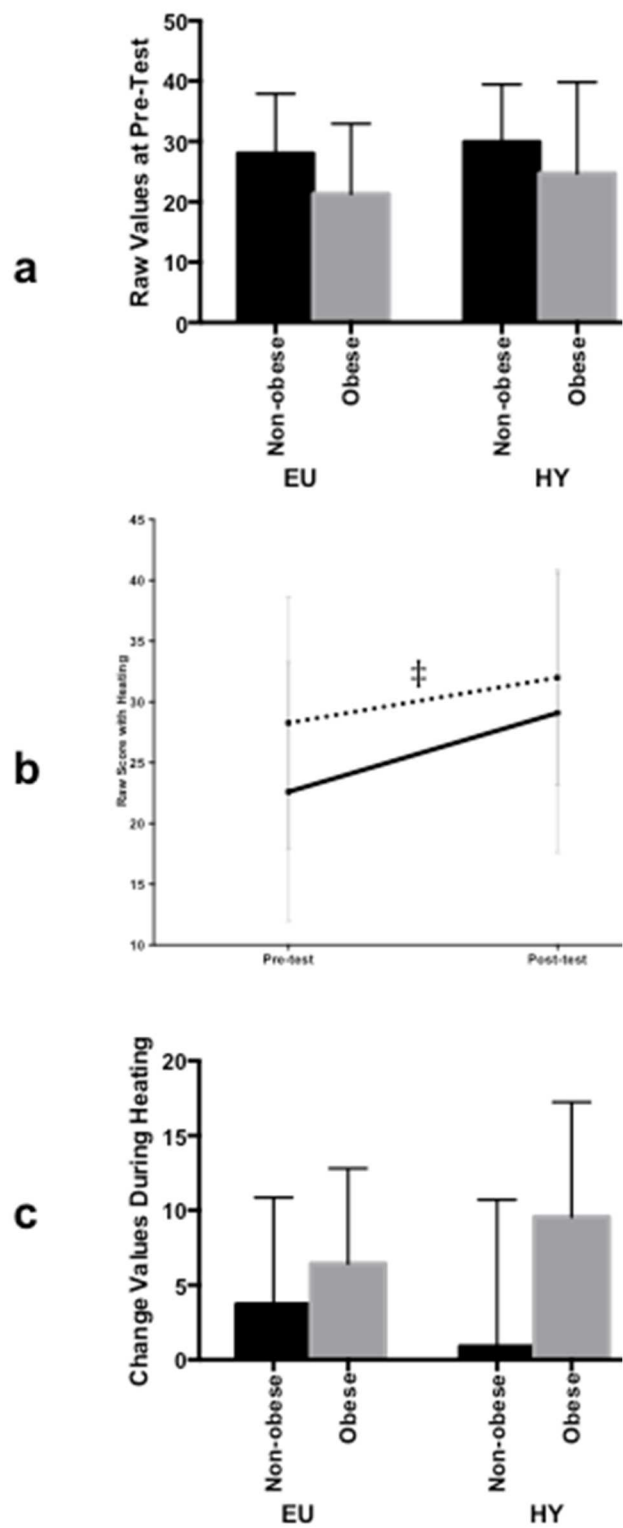 a
Raw Values at Pre-Test
50
40
30
20
10
0
Non-obese
Obese
Non-obese
Obese
EU
HY
b
Raw Score with Heating
45
40
35
30
25
20
15
10
‡
Pre-test
Post-test
c
Change Values During Heating
20
15
10
5
0
Non-obese
Obese
Non-obese
Obese
EU
HY